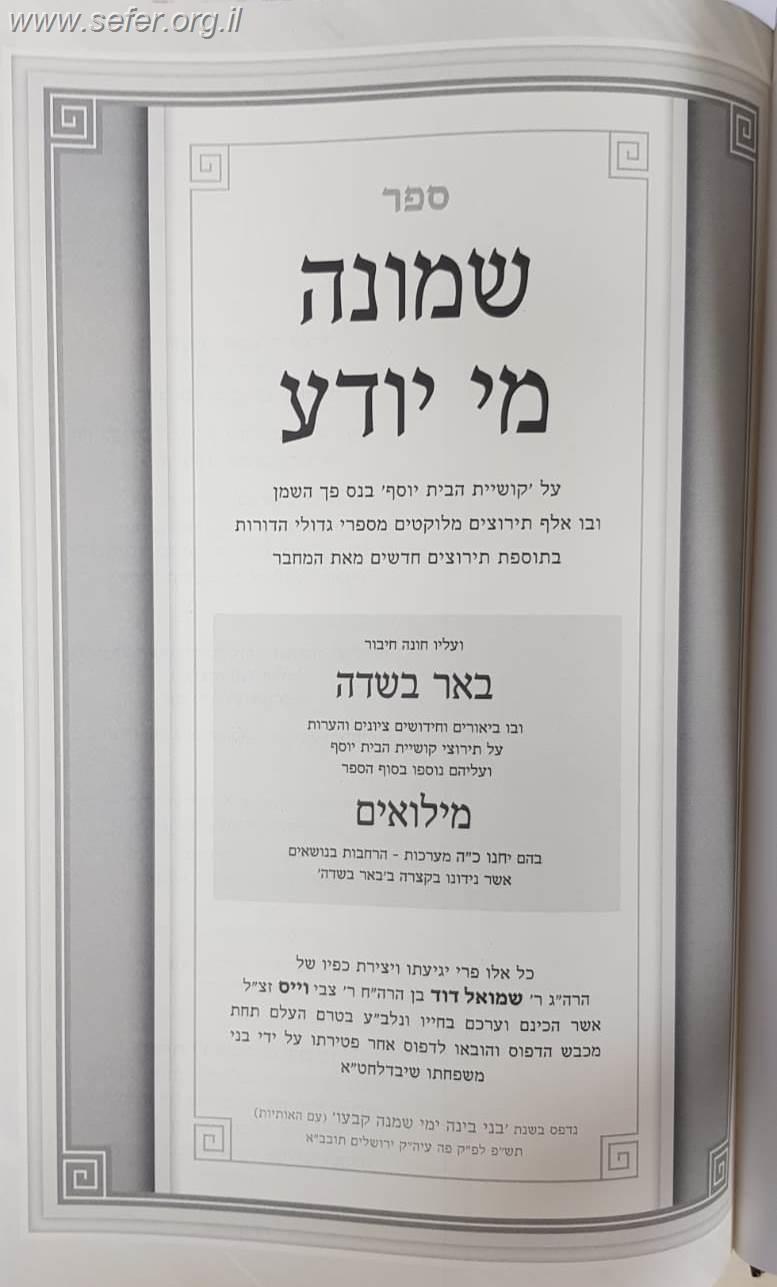 www.sefer.org.il
ספר
שמונה
מי יודע
על 'קושיית הבית יוסף' בנס פך השמן
ובו אלף תירוצים מלוקטים מספרי גדולי הדורות
בתוספת תירוצים חדשים מאת המחבר
ועליו חונה חיבור
באר בשדה
ובו ביאורים וחידושים ציונים והערות
על תירוצי קושיית הבית יוסף
ועליהם נוספו בסוף הספר
מילואים
בהם יחנו כ"ה מערכות - הרחבות בנושאים
אשר נידונו בקצרה ב'באר בשדה'
כל אלו פרי יגיעתו ויצירת כפיו של
הרה"ג ר' שמואל דוד בן הרה"ח ר' צבי וייס זצ"ל
אשר הכינם וערכם בחייו ונלב"ע בטרם העלם תחת
מכבש הדפוס והובאו לדפוס אחר פטירתו על ידי בני
משפחתו שיבדלחט"א
נדפס בשנת 'בני בינה ימי שמנה קבעו' (עם האותיות)
תש"פ לפ"ק פה עיה"ק ירושלים תובב"א